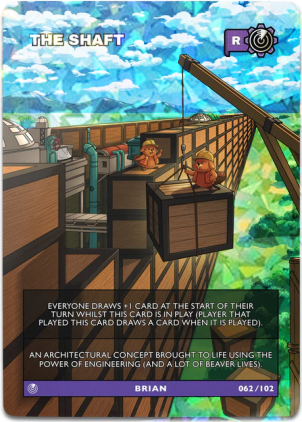 THE SHAFT
R
EVERYONE DRAWS +1 CARD AT THE START OF THEIR
TURN WHILST THIS CARD IS IN PLAY (PLAYER THAT
PLAYED THIS CARD DRAWS A CARD WHEN IT IS PLAYED).
AN ARCHITECTURAL CONCEPT BROUGHT TO LIFE USING THE
POWER OF ENGINEERING (AND A LOT OF BEAVER LIVES).
BRIAN
062/102